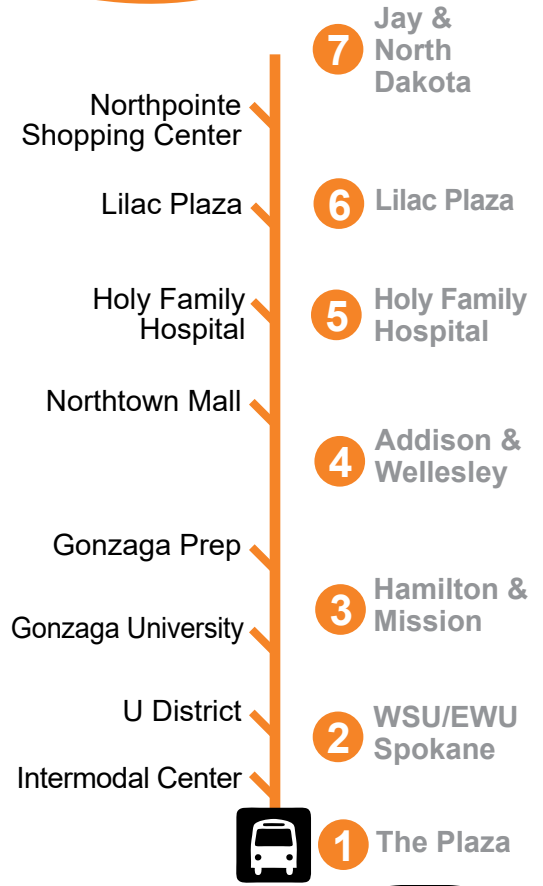 7
Jay &
North
Dakota
Northpointe
Shopping Center
Lilac Plaza
6
Lilac Plaza
Holy Family
Hospital
5
Holy Family
Hospital
Northtown Mall
4
Addison &
Wellesley
Gonzaga Prep
3
Hamilton &
Mission
Gonzaga University
U District
2
WSU/EWU
Spokane
Intermodal Center
1
The Plaza